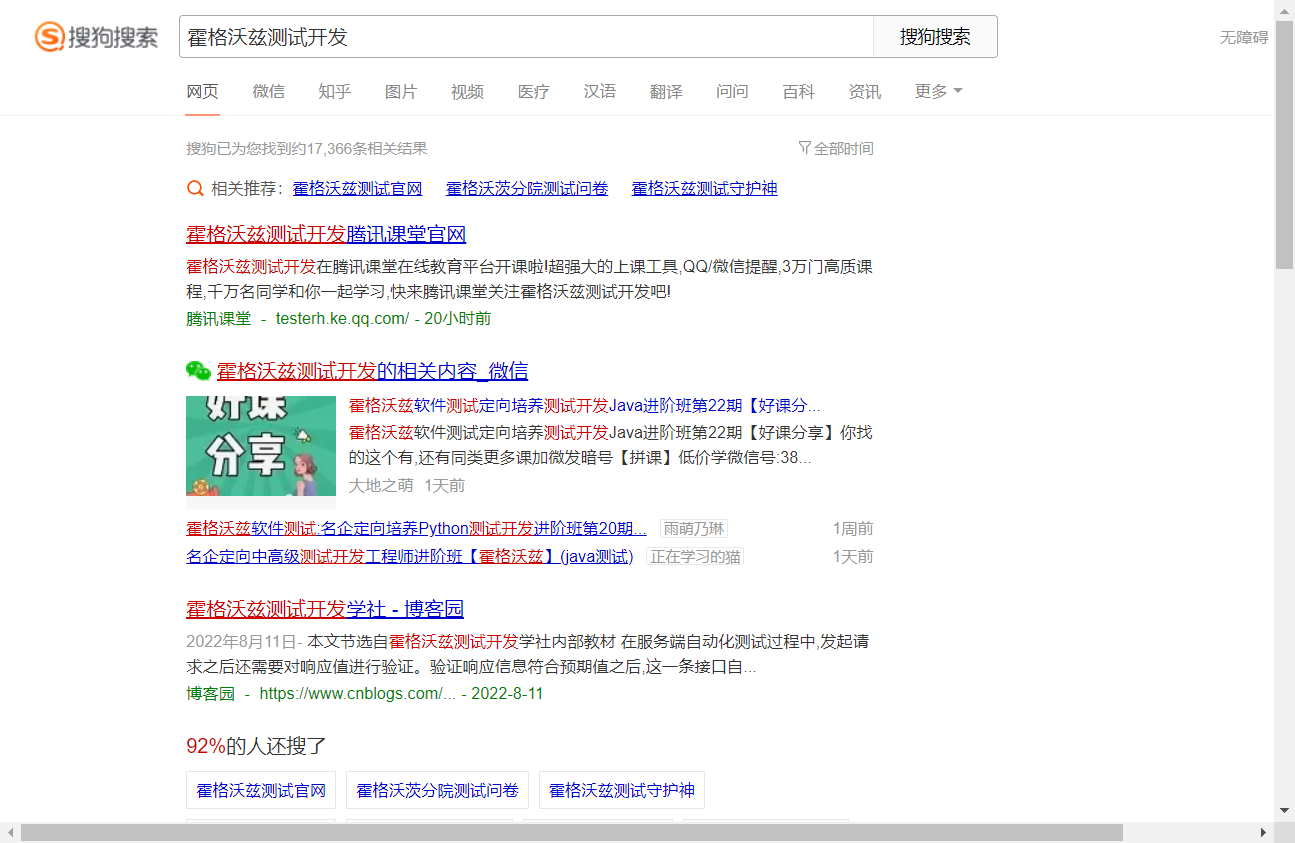 搜狗搜索
霍格沃兹测试开发
搜狗搜索
无障碍
网页 微信 知乎 图片 视频 医疗 汉语 翻译 问问 百科 资讯 更多
搜狗已为您找到约17,366条相关结果
全部时间
相关推荐： 霍格沃兹测试官网 霍格沃茨分院测试问卷 霍格沃兹测试守护神
霍格沃兹测试开发腾讯课堂官网
霍格沃兹测试开发在腾讯课堂在线教育平台开课啦!超强大的上课工具,QQ/微信提醒,3万门高质课
程,千万名同学和你一起学习,快来腾讯课堂关注霍格沃兹测试开发吧!
腾讯课堂 - testerh.ke.qq.com/ - 20小时前
霍格沃兹测试开发的相关内容_微信
好课
分享
霍格沃兹软件测试定向培养测试开发Java进阶班第22期【好课分...
霍格沃兹软件测试定向培养测试开发Java进阶班第22期【好课分享】你找
的这个有,还有同类更多课加微发暗号【拼课】低价学微信号:38...
大地之萌 1天前
霍格沃兹软件测试:名企定向培养Python测试开发进阶班第20期... 雨萌乃琳 1周前
名企定向中高级测试开发工程师进阶班【霍格沃兹】(java测试) 正在学习的猫 1天前
霍格沃兹测试开发学社 - 博客园
2022年8月11日- 本文节选自霍格沃兹测试开发学社内部教材 在服务端自动化测试过程中,发起请
求之后还需要对响应值进行验证。验证响应信息符合预期值之后,这一条接口自...
博客园 - https://www.cnblogs.com/... - 2022-8-11
92%的人还搜了
霍格沃兹测试官网 霍格沃茨分院测试问卷 霍格沃兹测试守护神